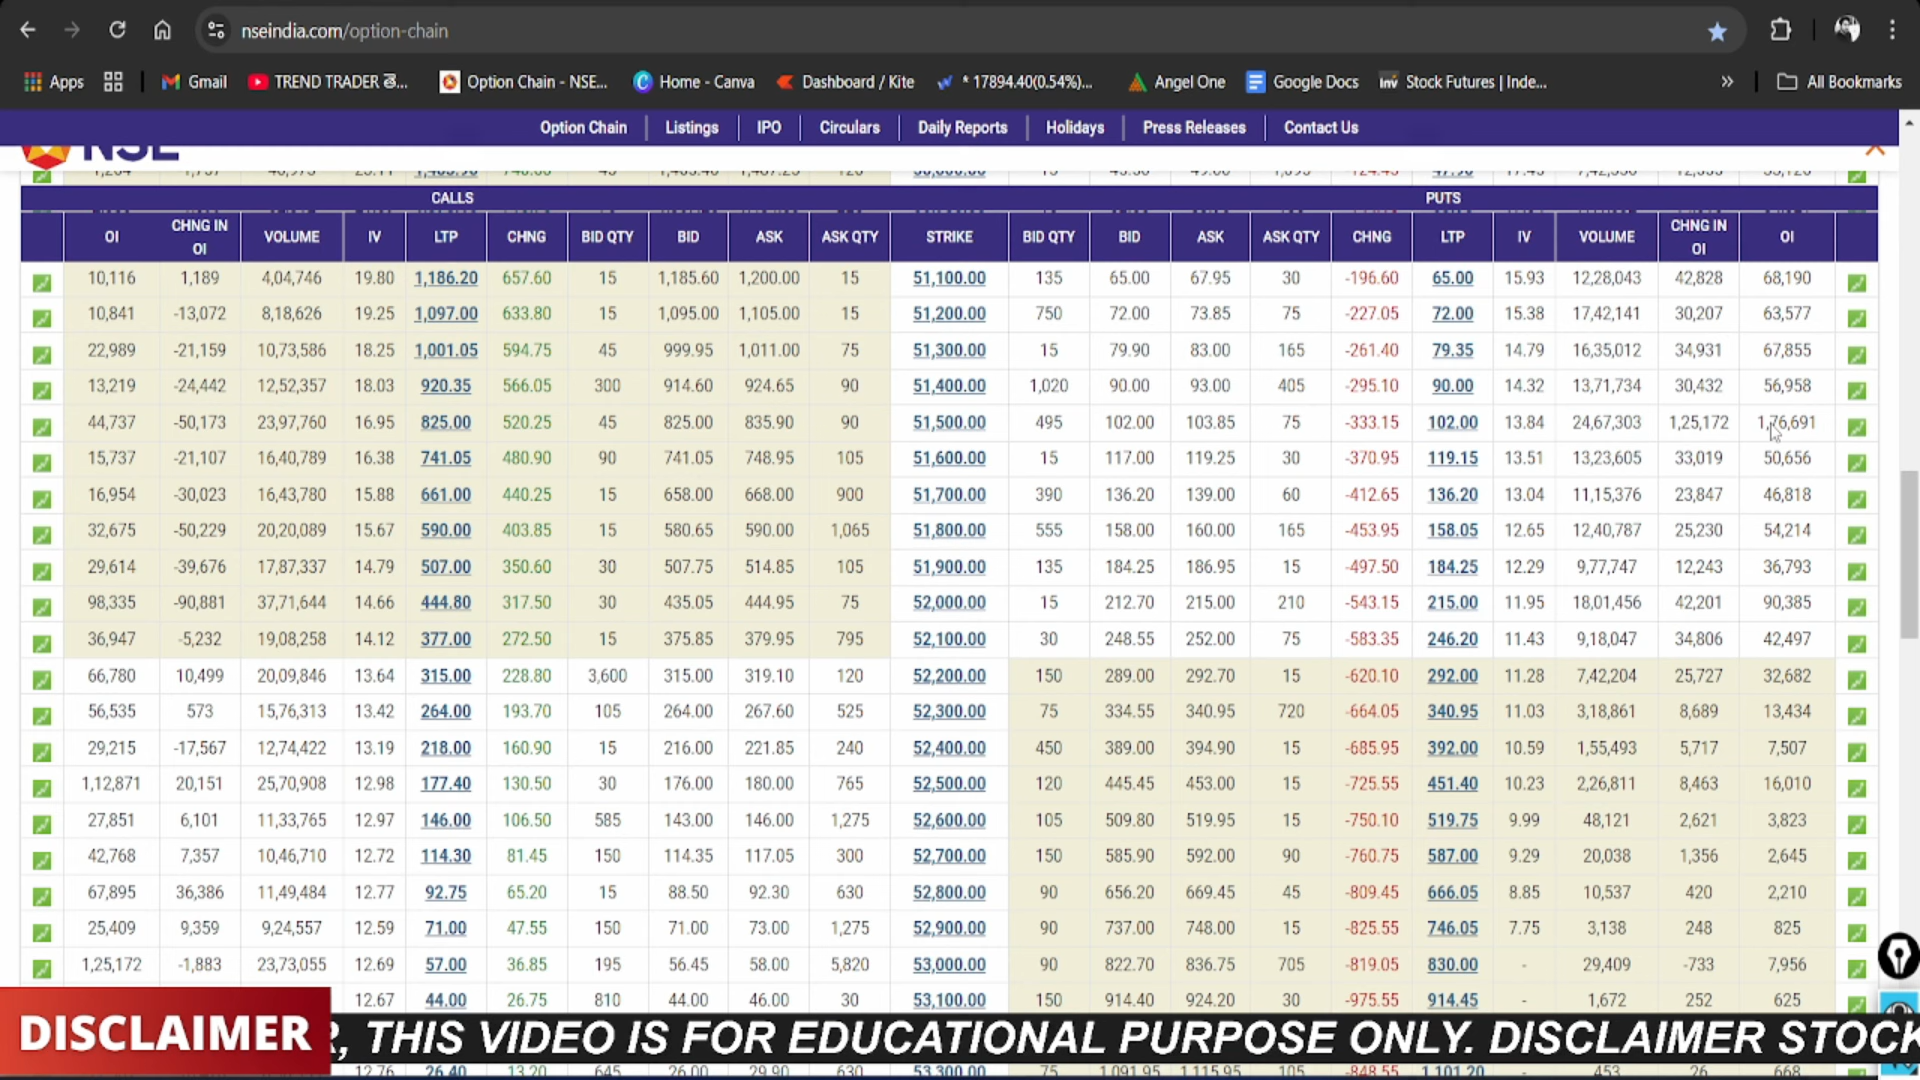 nseindia.com/option-chain
Apps Gmail TREND TRADER Option Chain - NSE... Home - Canva Dashboard / Kite * 17894.40(0.54%)... Angel One Google Docs Inv Stock Futures | Inde... » All Bookmarks
Option Chain Listings IPO Circulars Daily Reports Holidays Press Releases Contact Us
NSE
CALLS PUTS
OI CHNG IN OI VOLUME IV LTP CHNG BID QTY BID ASK ASK QTY STRIKE BID QTY BID ASK ASK QTY CHNG LTP IV VOLUME CHNG IN OI OI
10,116 1,189 4,04,746 19.80 1,186.20 657.60 15 1,185.60 1,200.00 15 51,100.00 135 65.00 67.95 30 -196.60 65.00 15.93 12,28,043 42,828 68,190
10,841 -13,072 8,18,626 19.25 1,097.00 633.80 15 1,095.00 1,105.00 15 51,200.00 750 72.00 73.85 75 -227.05 72.00 15.38 17,42,141 30,207 63,577
22,989 -21,159 10,73,586 18.25 1,001.05 594.75 45 999.95 1,011.00 75 51,300.00 15 79.90 83.00 165 -261.40 79.35 14.79 16,35,012 34,931 67,855
13,219 -24,442 12,52,357 18.03 920.35 566.05 300 914.60 924.65 90 51,400.00 1,020 90.00 93.00 405 -295.10 90.00 14.32 13,71,734 30,432 56,958
44,737 -50,173 23,97,760 16.95 825.00 520.25 45 825.00 835.90 90 51,500.00 495 102.00 103.85 75 -333.15 102.00 13.84 24,67,303 1,25,172 1,76,691
15,737 -21,107 16,40,789 16.38 741.05 480.90 90 741.05 748.95 105 51,600.00 15 117.00 119.25 30 -370.95 119.15 13.51 13,23,605 33,019 50,656
16,954 -30,023 16,43,780 15.88 661.00 440.25 15 658.00 668.00 900 51,700.00 390 136.20 139.00 60 -412.65 136.20 13.04 11,15,376 23,847 46,818
32,675 -50,229 20,20,089 15.67 590.00 403.85 15 580.65 590.00 1,065 51,800.00 555 158.00 160.00 165 -453.95 158.05 12.65 12,40,787 25,230 54,214
29,614 -39,676 17,87,337 14.79 507.00 350.60 30 507.75 514.85 105 51,900.00 135 184.25 186.95 15 -497.50 184.25 12.29 9,77,747 12,243 36,793
98,335 -90,881 37,71,644 14.66 444.80 317.50 30 435.05 444.95 75 52,000.00 15 212.70 215.00 210 -543.15 215.00 11.95 18,01,456 42,201 90,385
36,947 -5,232 19,08,258 14.12 377.00 272.50 15 375.85 379.95 795 52,100.00 30 248.55 252.00 75 -583.35 246.20 11.43 9,18,047 34,806 42,497
66,780 10,499 20,09,846 13.64 315.00 228.80 3,600 315.00 319.10 120 52,200.00 150 289.00 292.70 15 -620.10 292.00 11.28 7,42,204 25,727 32,682
56,535 573 15,76,313 13.42 264.00 193.70 105 264.00 267.60 525 52,300.00 75 334.55 340.95 720 -664.05 340.95 11.03 3,18,861 8,689 13,434
29,215 -17,567 12,74,422 13.19 218.00 160.90 15 216.00 221.85 240 52,400.00 450 389.00 394.90 15 -685.95 392.00 10.59 1,55,493 5,717 7,507
1,12,871 20,151 25,70,908 12.98 177.40 130.50 30 176.00 180.00 765 52,500.00 120 445.45 453.00 15 -725.55 451.40 10.23 2,26,811 8,463 16,010
27,851 6,101 11,33,765 12.97 146.00 106.50 585 143.00 146.00 1,275 52,600.00 105 509.80 519.95 15 -750.10 519.75 9.99 48,121 2,621 3,823
42,768 7,357 10,46,710 12.72 114.30 81.45 150 114.35 117.05 300 52,700.00 150 585.90 592.00 90 -760.75 587.00 9.29 20,038 1,356 2,645
67,895 36,386 11,49,484 12.77 92.75 65.20 15 88.50 92.30 630 52,800.00 90 656.20 669.45 45 -809.45 666.05 8.85 10,537 420 2,210
25,409 9,359 9,24,557 12.59 71.00 47.55 150 71.00 73.00 1,275 52,900.00 90 737.00 748.00 15 -825.55 746.05 7.75 3,138 248 825
1,25,172 -1,883 23,73,055 12.69 57.00 36.85 195 56.45 58.00 5,820 53,000.00 90 822.70 836.75 705 -819.05 830.00 - 29,409 -733 7,956
12.67 44.00 26.75 810 44.00 46.00 30 53,100.00 150 914.40 924.20 30 -975.55 914.45 - 1,672 252 625
DISCLAIMER , THIS VIDEO IS FOR EDUCATIONAL PURPOSE ONLY. DISCLAIMER STOCK
12.76 26.40 13.20 645 26.00 29.90 630 53,300.00 75 1,091.95 1,115.95 105 -848.55 1,101.20 - 453 26 668